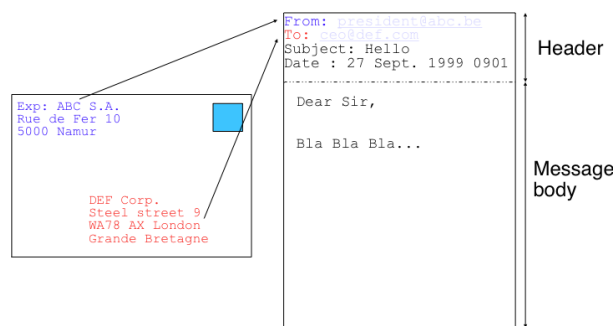 From: president@abc.be
To: ceo@def.com
Subject: Hello
Date : 27 Sept. 1999 0901
Header
Exp: ABC S.A.
Rue de Fer 10
5000 Namur
Dear Sir,
Bla Bla Bla...
Message
body
DEF Corp.
Steel street 9
WA78 AX London
Grande Bretagne